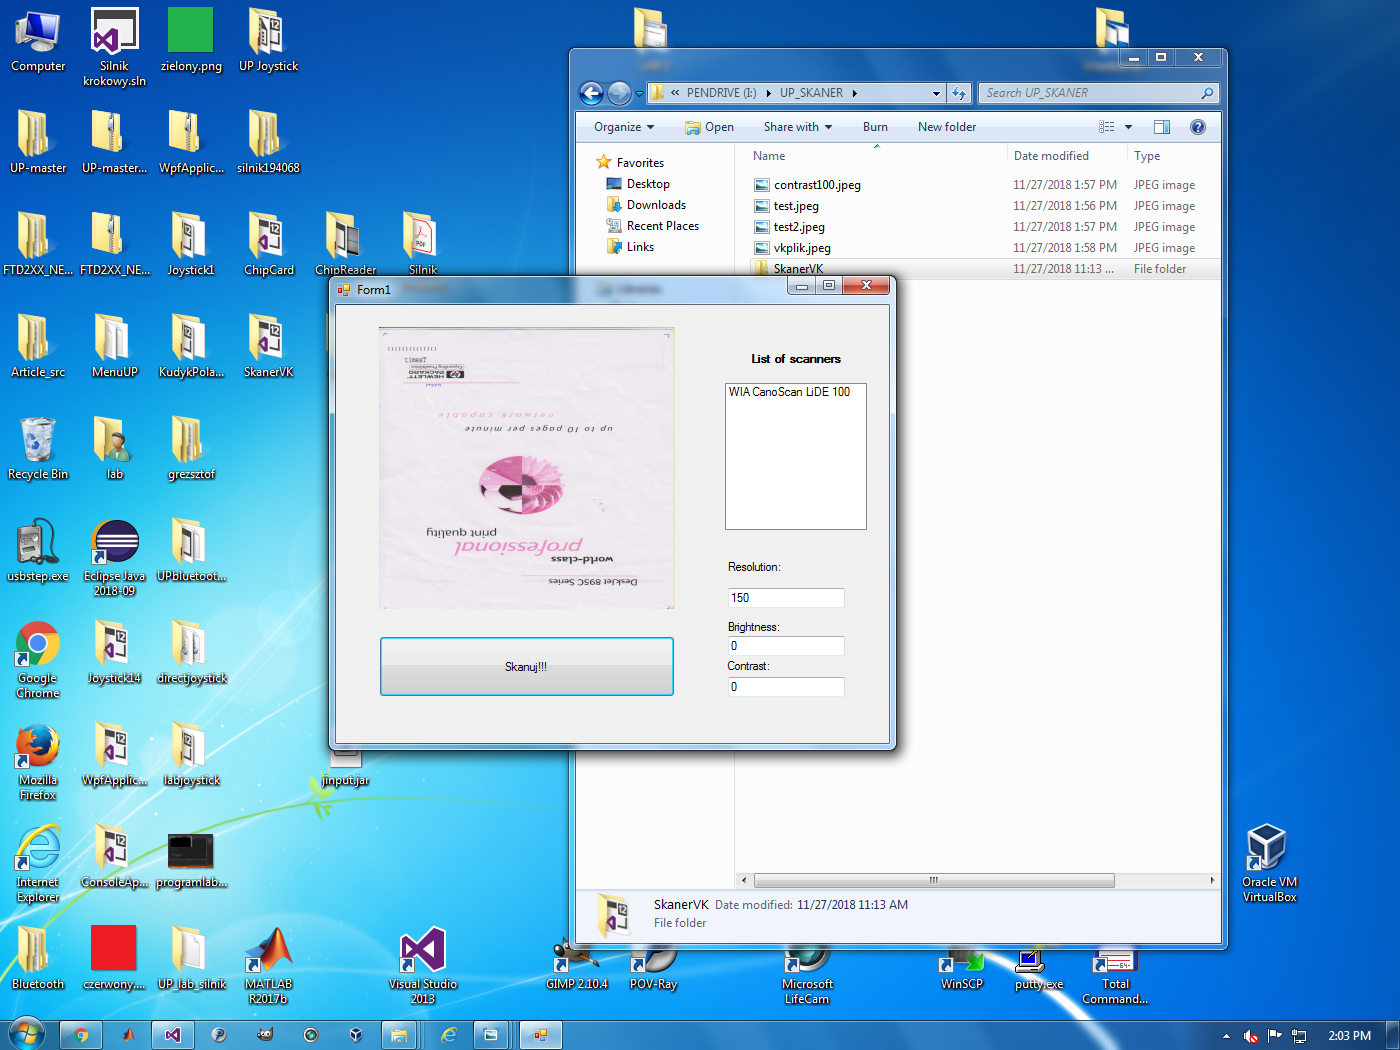 Computer
Silnik
krokowy.sln
zielony.png
UP Joystick
UP-master
UP-master...
WpfApplic...
silnik194068
FTD2XX_NE...
FTD2XX_NE...
Joystick1
ChipCard
ChipReader
Silnik
Article_src
MenuUP
KudykPola...
SkanerVK
Recycle Bin
lab
grezsztof
usbstep.exe
Eclipse Java
2018-09
UPbluetoot...
Google
Chrome
Joystick14
directjoystick
Mozilla
Firefox
WpfApplic...
labjoystick
jinput.jar
Internet
Explorer
ConsoleAp...
programlab...
Bluetooth
czerwony....
UP_lab_silnik
MATLAB
R2017b
Visual Studio
2013
GIMP 2.10.4
POV-Ray
Microsoft
LifeCam
WinSCP
putty.exe
Total
Command...
Oracle VM
VirtualBox
« PENDRIVE (I:) UP_SKANER
Search UP_SKANER
Organize Open Share with Burn New folder
Favorites
Desktop
Downloads
Recent Places
Links
Libraries
Name Date modified Type
contrast100.jpeg 11/27/2018 1:57 PM JPEG image
test.jpeg 11/27/2018 1:56 PM JPEG image
test2.jpeg 11/27/2018 1:57 PM JPEG image
vkplik.jpeg 11/27/2018 1:58 PM JPEG image
SkanerVK 11/27/2018 11:13 ... File folder
SkanerVK Date modified: 11/27/2018 11:13 AM
File folder
Form1
DeskJet 895C Series
world-class
professional
print quality
up to 10 pages per minute
network capable
HEWLETT
PACKARD
Expanding Possibilities
List of scanners
WIA CanoScan LiDE 100
Resolution:
150
Brightness:
0
Contrast:
0
Skanuj!!!
2:03 PM